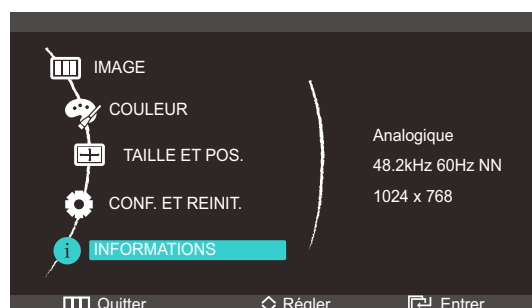 IMAGE
COULEUR
TAILLE ET POS.
CONF. ET REINIT.
INFORMATIONS
Analogique
48.2kHz 60Hz NN
1024 x 768
Quitter Régler Entrer